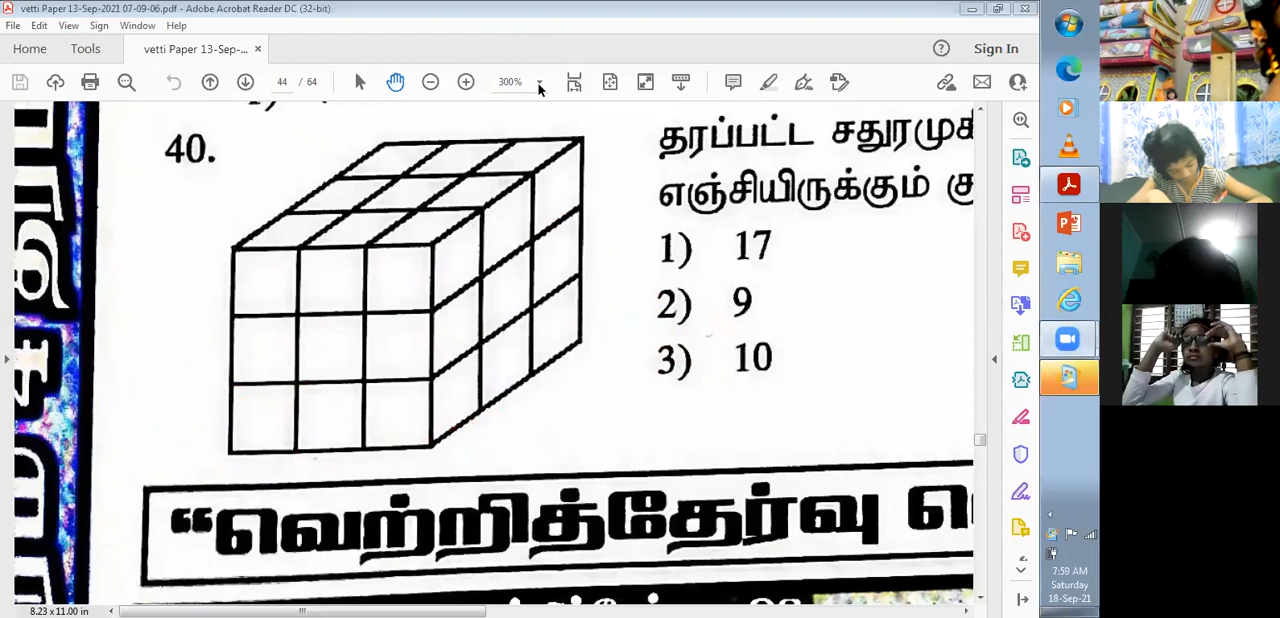 vetti Paper 13-Sep-2021 07-09-06.pdf - Adobe Acrobat Reader DC (32-bit)
File Edit View Sign Window Help
Home Tools vetti Paper 13-Sep-... × Sign In
44 / 64 300%
40.
தரப்பட்ட சதுரமுக
எஞ்சியிருக்கும் கு
1) 17
2) 9
3) 10
“வெற்றித்தேர்வு
8.23 x 11.00 in
7:59 AM
Saturday
18-Sep-21